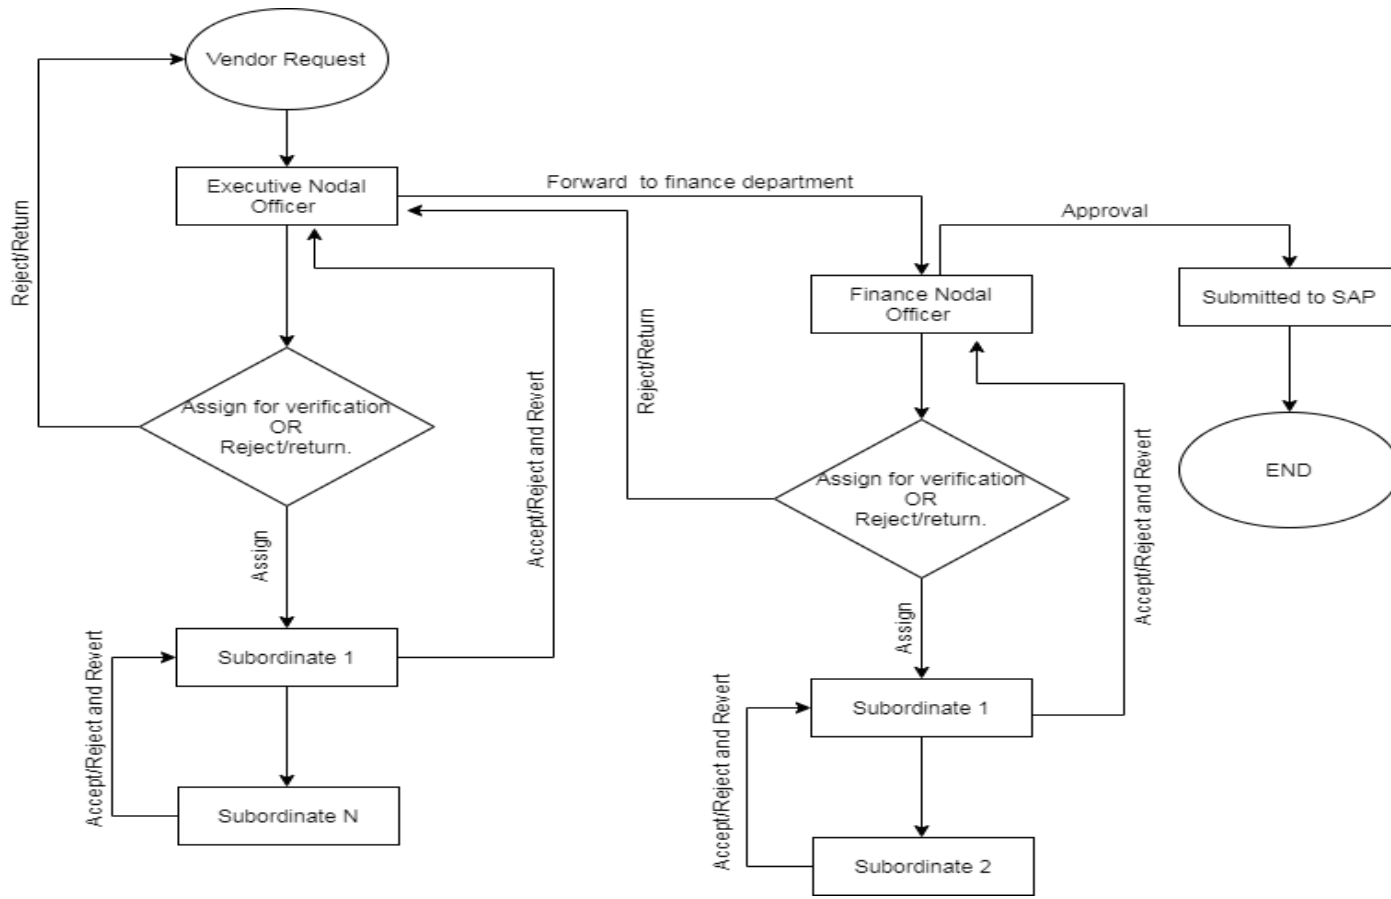 Vendor Request
Executive Nodal
Officer
Forward to finance department
Approval
Reject/Return
Finance Nodal
Officer
Submitted to SAP
Reject/Return
Assign for verification
OR
Reject/return.
Accept/Reject and Revert
Assign for verification
OR
Reject/return.
Accept/Reject and Revert
END
Assign
Assign
Subordinate 1
Accept/Reject and Revert
Subordinate 1
Accept/Reject and Revert
Subordinate N
Subordinate 2